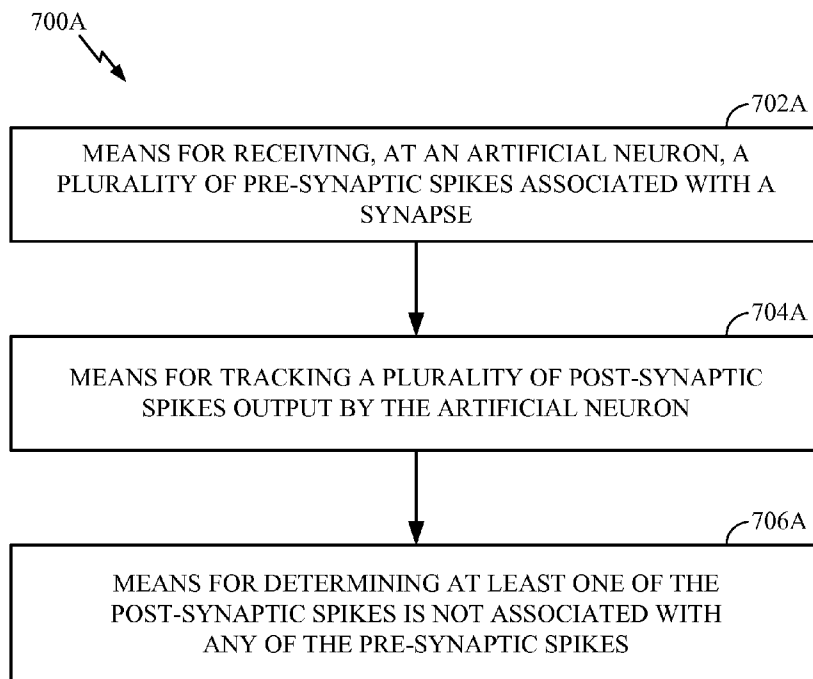 700A
702A
MEANS FOR RECEIVING, AT AN ARTIFICIAL NEURON, A
PLURALITY OF PRE-SYNAPTIC SPIKES ASSOCIATED WITH A
SYNAPSE
704A
MEANS FOR TRACKING A PLURALITY OF POST-SYNAPTIC
SPIKES OUTPUT BY THE ARTIFICIAL NEURON
706A
MEANS FOR DETERMINING AT LEAST ONE OF THE
POST-SYNAPTIC SPIKES IS NOT ASSOCIATED WITH
ANY OF THE PRE-SYNAPTIC SPIKES